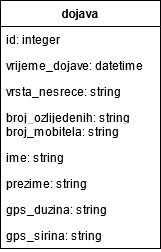 dojava
id: integer
vrijeme_dojave: datetime
vrsta_nesrece: string
broj_ozlijedenih: string
broj_mobitela: string
ime: string
prezime: string
gps_duzina: string
gps_sirina: string